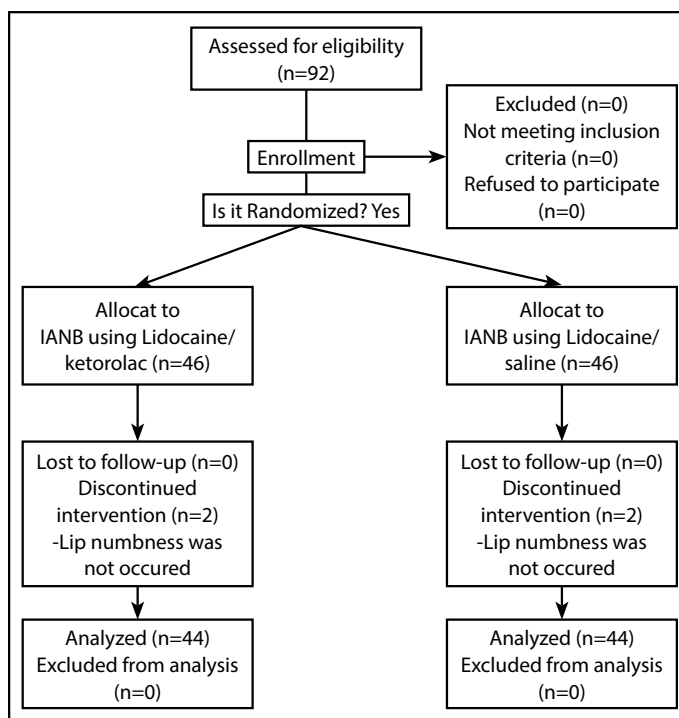 Assessed for eligibility
(n=92)
Excluded (n=0)
Not meeting inclusion
criteria (n=0)
Refused to participate
(n=0)
Enrollment
Is it Randomized? Yes
Allocat to
IANB using Lidocaine/
ketorolac (n=46)
Allocat to
IANB using Lidocaine/
saline (n=46)
Lost to follow-up (n=0)
Discontinued
intervention (n=2)
-Lip numbness was
not occured
Lost to follow-up (n=0)
Discontinued
intervention (n=2)
-Lip numbness was
not occured
Analyzed (n=44)
Excluded from analysis
(n=0)
Analyzed (n=44)
Excluded from analysis
(n=0)